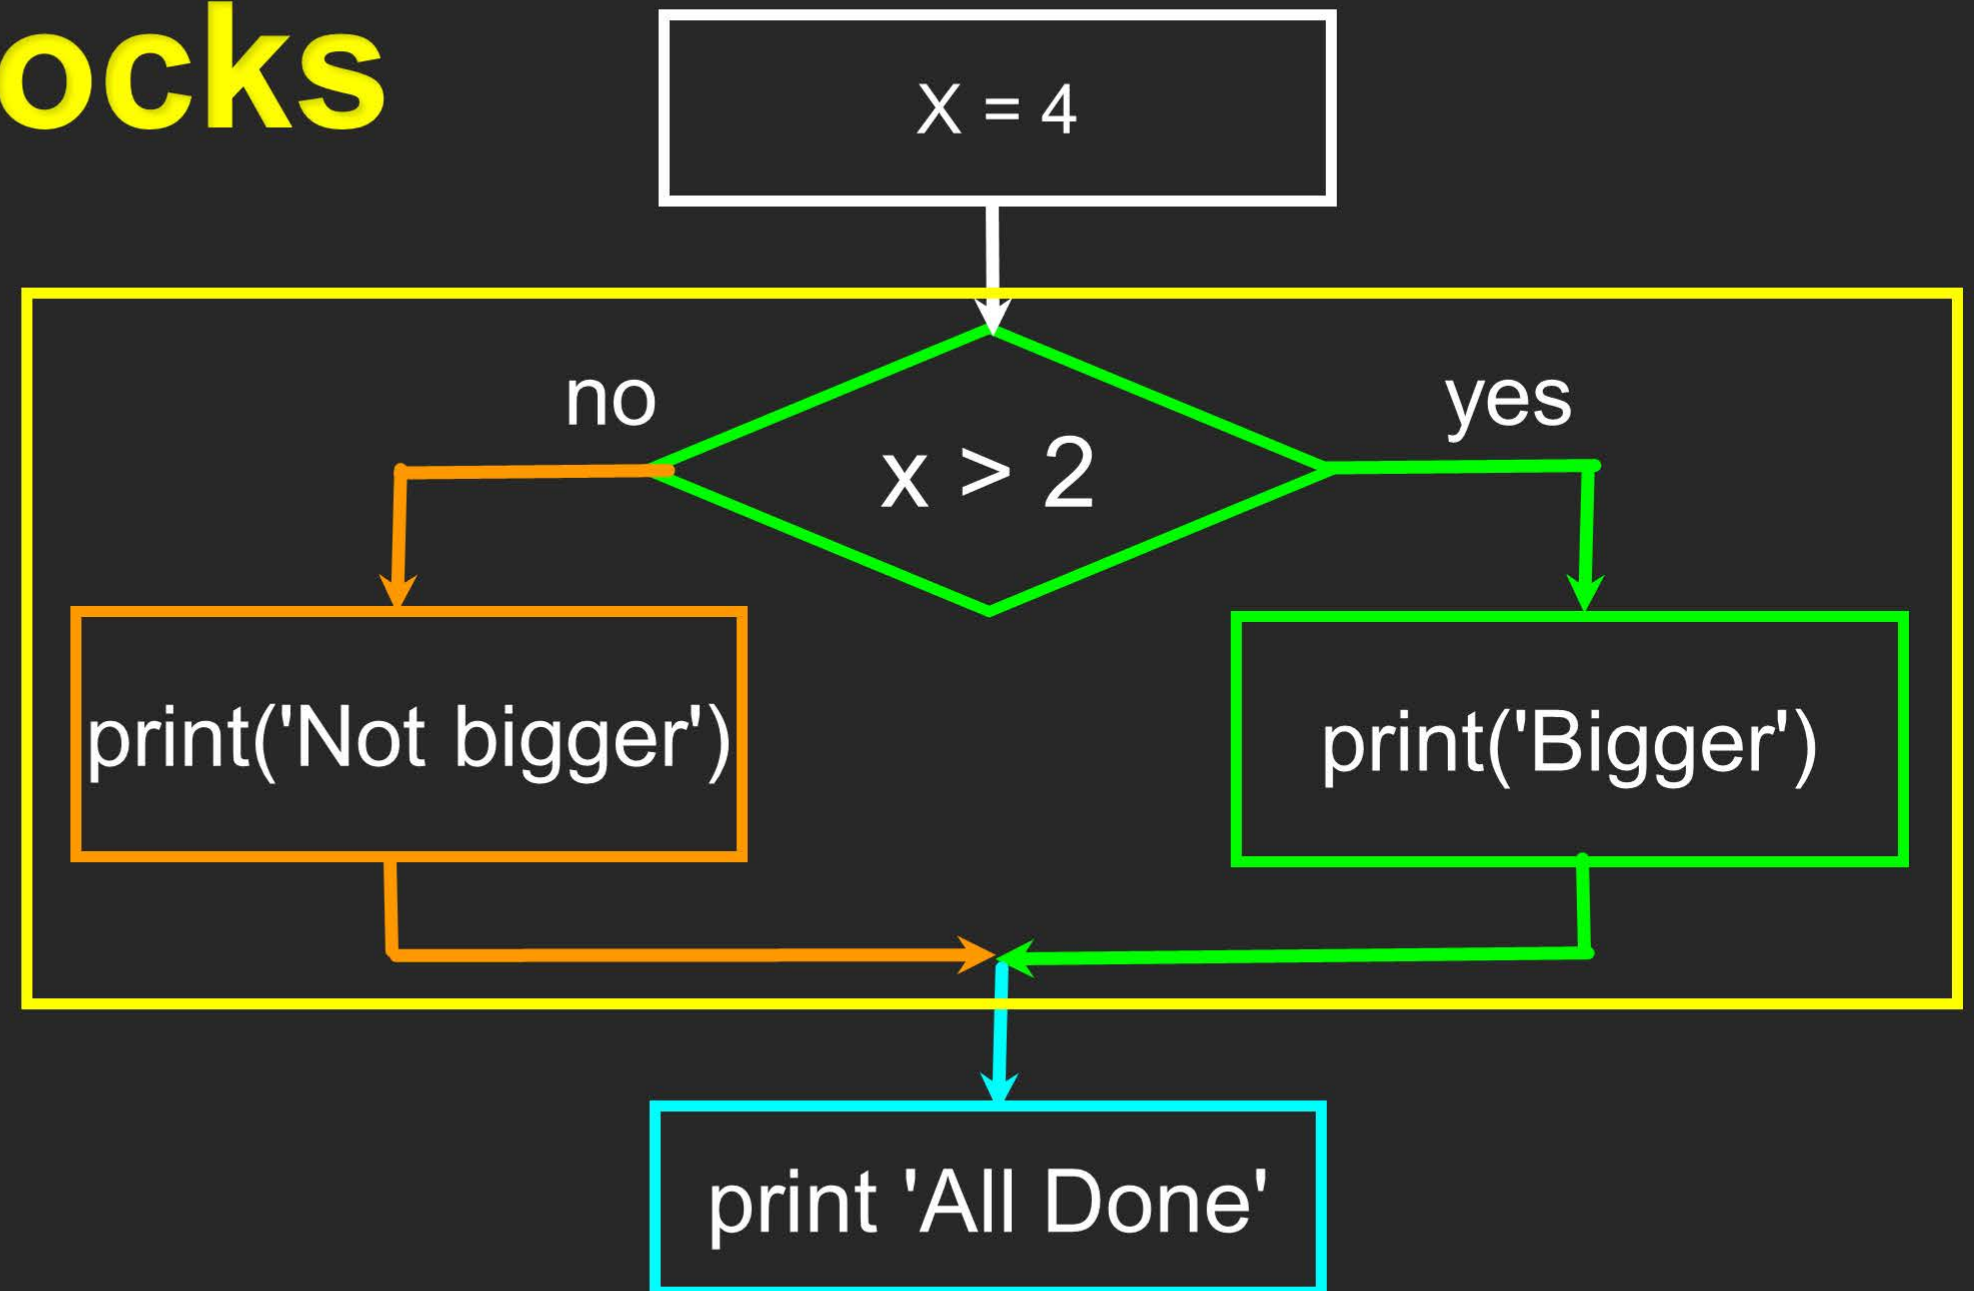 ocks
X = 4
no
yes
x > 2
print('Not bigger')
print('Bigger')
print 'All Done'